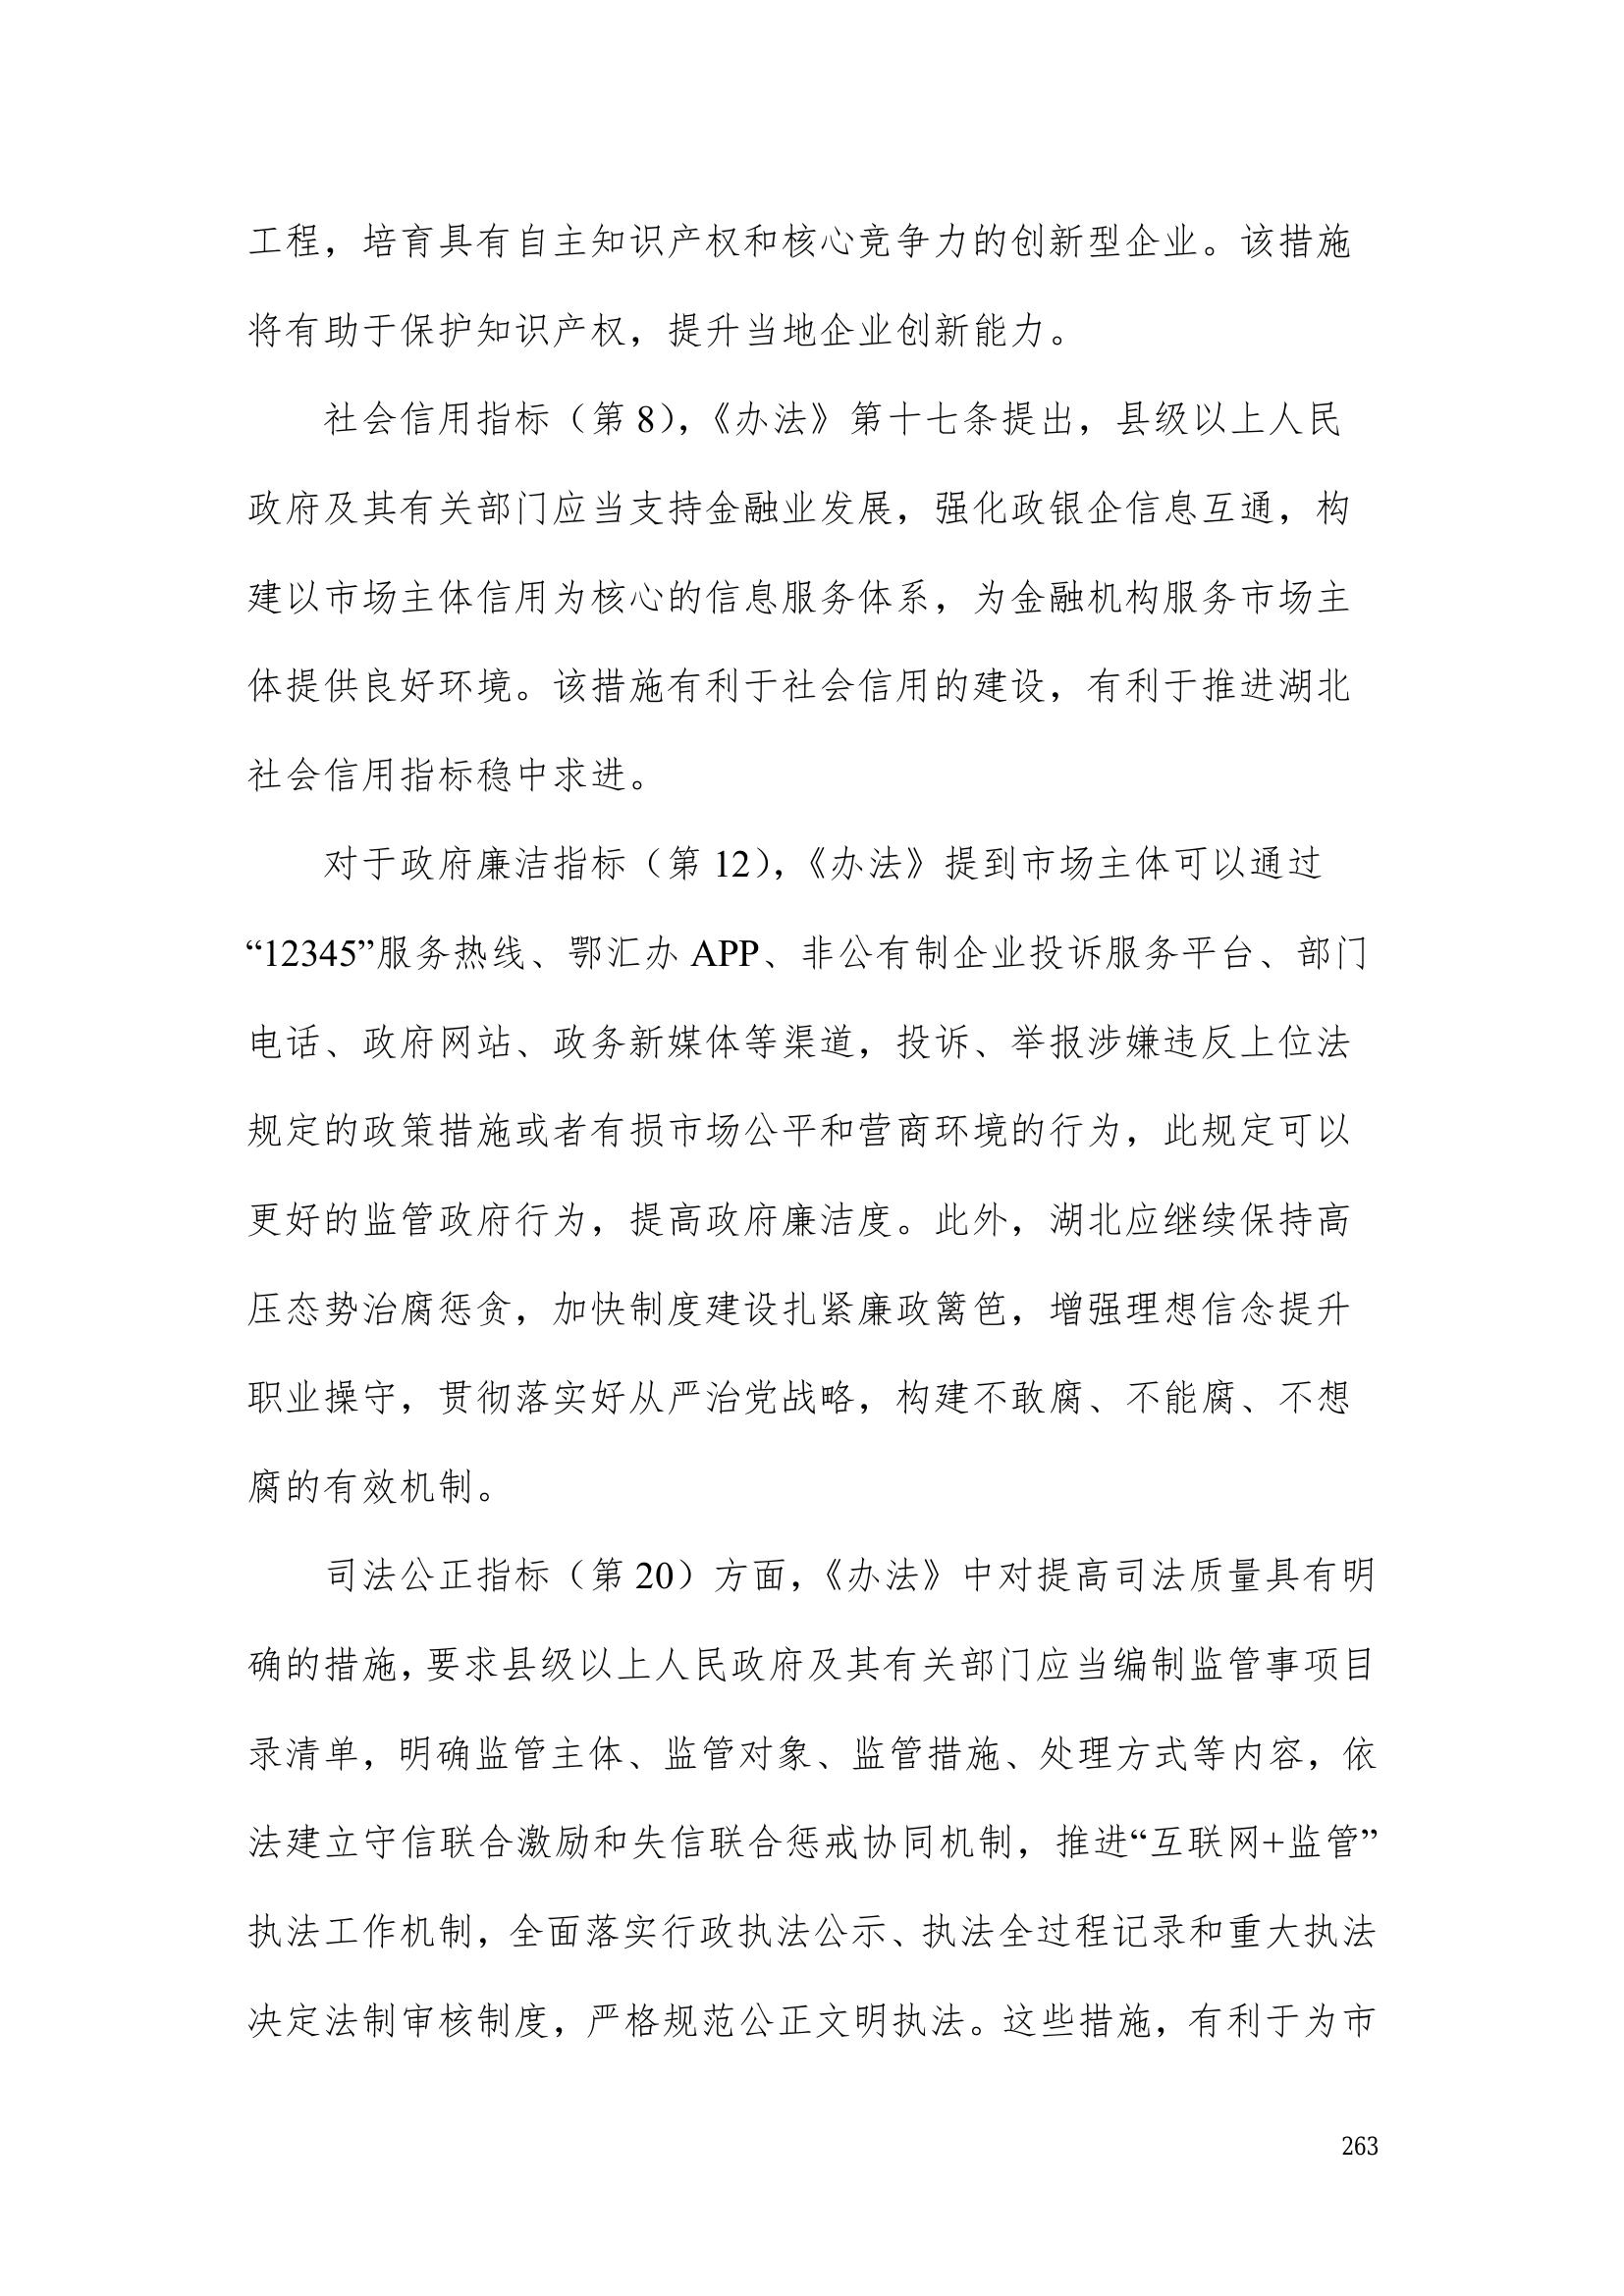 工程，培育具有自主知识产权和核心竞争力的创新型企业。该措施
将有助于保护知识产权，提升当地企业创新能力。
社会信用指标（第 8），《办法》第十七条提出，县级以上人民
政府及其有关部门应当支持金融业发展，强化政银企信息互通，构
建以市场主体信用为核心的信息服务体系，为金融机构服务市场主
体提供良好环境。该措施有利于社会信用的建设，有利于推进湖北
社会信用指标稳中求进。
对于政府廉洁指标（第 12），《办法》提到市场主体可以通过
“12345”服务热线、鄂汇办 APP、非公有制企业投诉服务平台、部门
电话、政府网站、政务新媒体等渠道，投诉、举报涉嫌违反上位法
规定的政策措施或者有损市场公平和营商环境的行为，此规定可以
更好的监管政府行为，提高政府廉洁度。此外，湖北应继续保持高
压态势治腐惩贪，加快制度建设扎紧廉政篱笆，增强理想信念提升
职业操守，贯彻落实好从严治党战略，构建不敢腐、不能腐、不想
腐的有效机制。
司法公正指标（第 20）方面，《办法》中对提高司法质量具有明
确的措施，要求县级以上人民政府及其有关部门应当编制监管事项目
录清单，明确监管主体、监管对象、监管措施、处理方式等内容，依
法建立守信联合激励和失信联合惩戒协同机制，推进“互联网+监管”
执法工作机制，全面落实行政执法公示、执法全过程记录和重大执法
决定法制审核制度，严格规范公正文明执法。这些措施，有利于为市
263